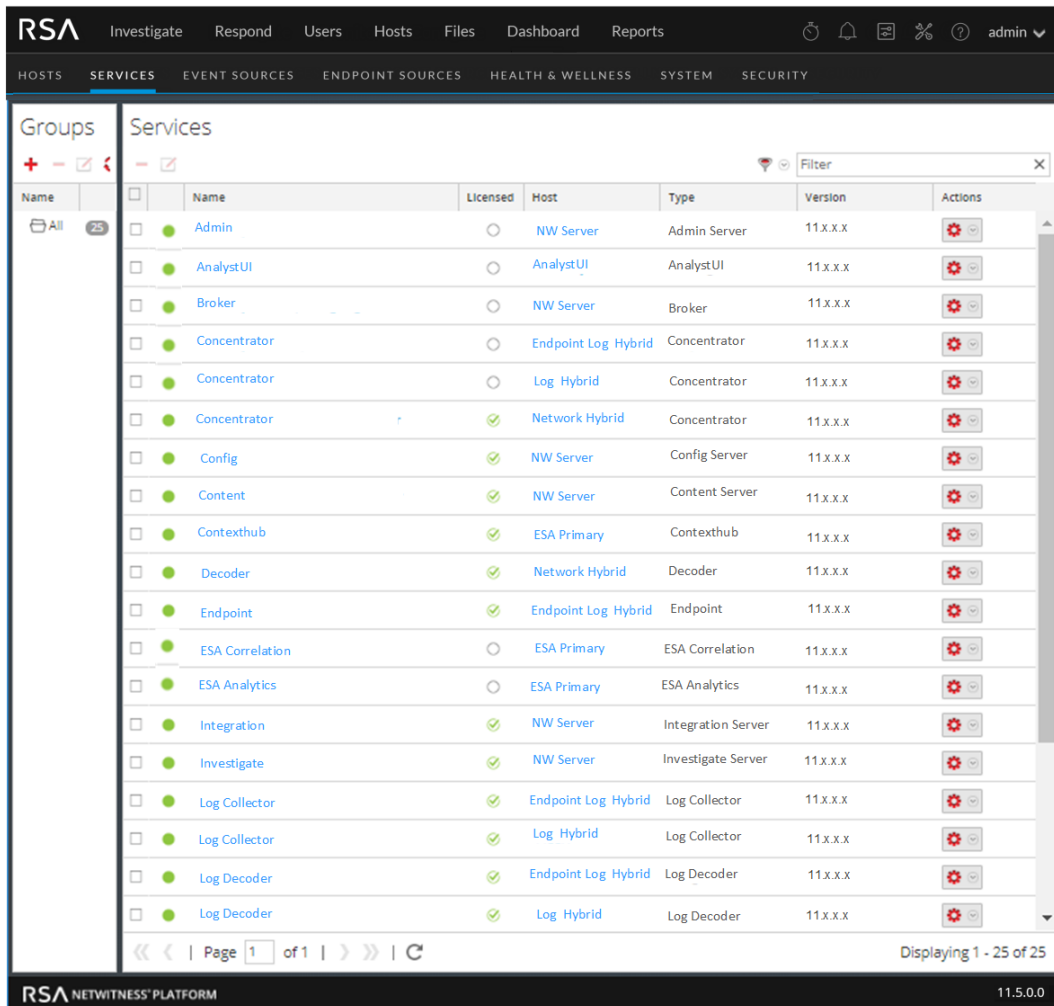 RSA Investigate Respond Users Hosts Files Dashboard Reports admin
HOSTS SERVICES EVENT SOURCES ENDPOINT SOURCES HEALTH & WELLNESS SYSTEM SECURITY
Groups Services
Filter
Name Name Licensed Host Type Version Actions
All 25 Admin NW Server Admin Server 11.x.x.x
AnalystUI AnalystUI AnalystUI 11.x.x.x
Broker NW Server Broker 11.x.x.x
Concentrator Endpoint Log Hybrid Concentrator 11.x.x.x
Concentrator Log Hybrid Concentrator 11.x.x.x
Concentrator Network Hybrid Concentrator 11.x.x.x
Config NW Server Config Server 11.x.x.x
Content NW Server Content Server 11.x.x.x
Contexthub ESA Primary Contexthub 11.x.x.x
Decoder Network Hybrid Decoder 11.x.x.x
Endpoint Endpoint Log Hybrid Endpoint 11.x.x.x
ESA Correlation ESA Primary ESA Correlation 11.x.x.x
ESA Analytics ESA Primary ESA Analytics 11.x.x.x
Integration NW Server Integration Server 11.x.x.x
Investigate NW Server Investigate Server 11.x.x.x
Log Collector Endpoint Log Hybrid Log Collector 11.x.x.x
Log Collector Log Hybrid Log Collector 11.x.x.x
Log Decoder Endpoint Log Hybrid Log Decoder 11.x.x.x
Log Decoder Log Hybrid Log Decoder 11.x.x.x
| Page 1 of 1 | | Displaying 1 - 25 of 25
RSA NETWITNESS® PLATFORM 11.5.0.0